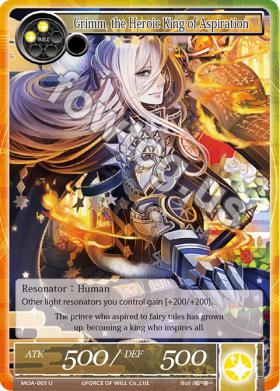 Grimm, the Heroic King of Aspiration
Resonator : Human
Other light resonators you control gain [+200/+200].
The prince who aspired to fairy tales has grown
up, becoming a king who inspires all.
ATK 500 / DEF 500
MOA-003 U
©FORCE OF WILL Co.,Ltd.